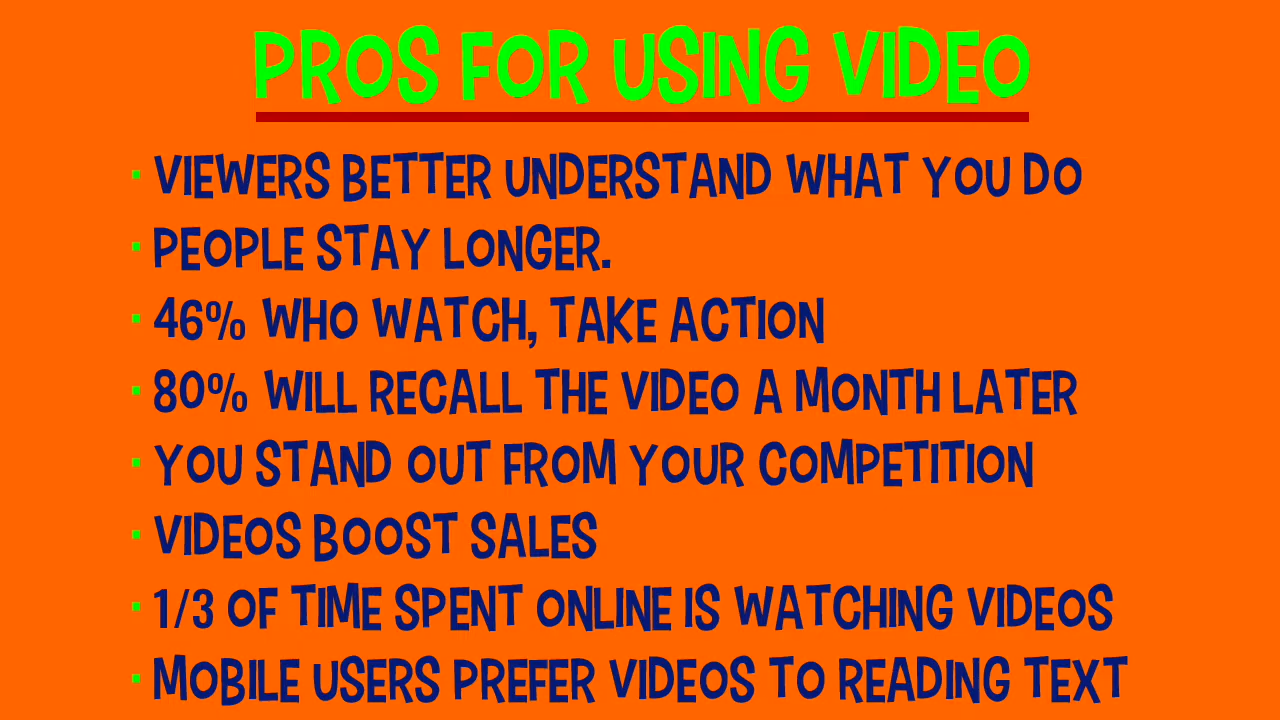 PROS FOR USING VIDEO
· VIEWERS BETTER UNDERSTAND WHAT YOU DO
· PEOPLE STAY LONGER.
· 46% WHO WATCH, TAKE ACTION
· 80% WILL RECALL THE VIDEO A MONTH LATER
· YOU STAND OUT FROM YOUR COMPETITION
· VIDEOS BOOST SALES
· 1/3 OF TIME SPENT ONLINE IS WATCHING VIDEOS
· MOBILE USERS PREFER VIDEOS TO READING TEXT